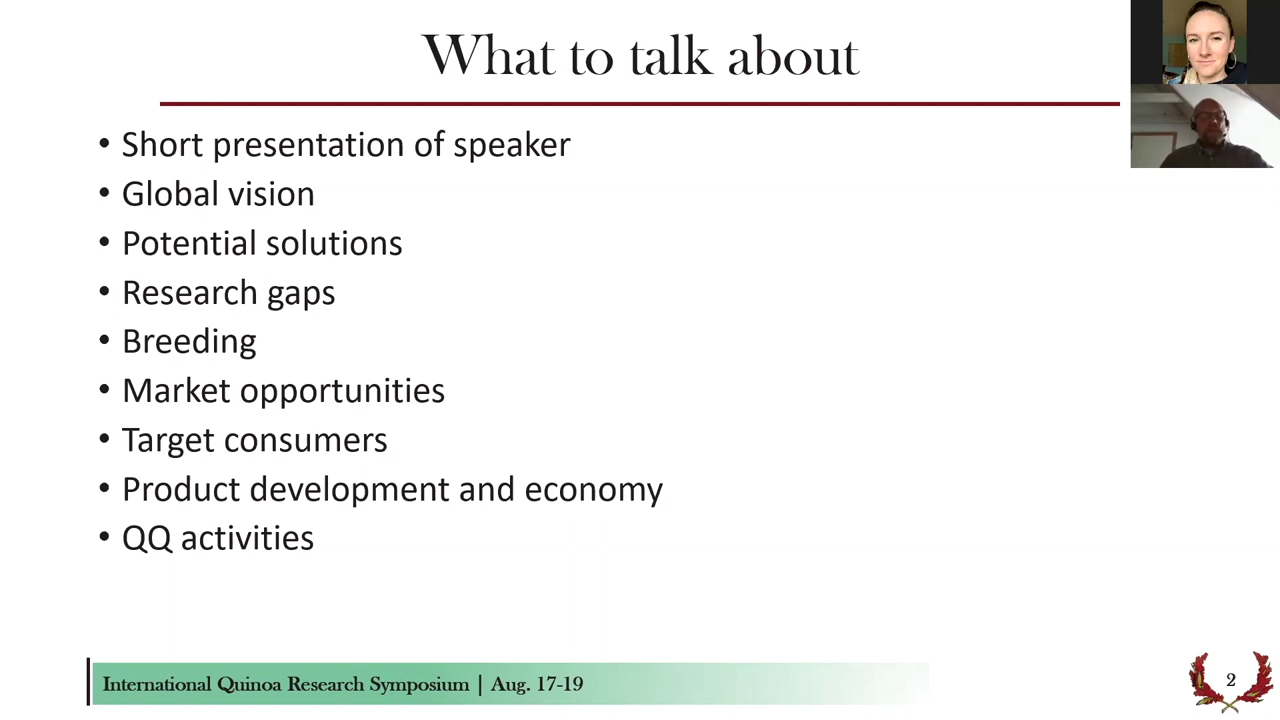 What to talk about
• Short presentation of speaker
• Global vision
• Potential solutions
• Research gaps
• Breeding
• Market opportunities
• Target consumers
• Product development and economy
• QQ activities
International Quinoa Research Symposium | Aug. 17-19
2